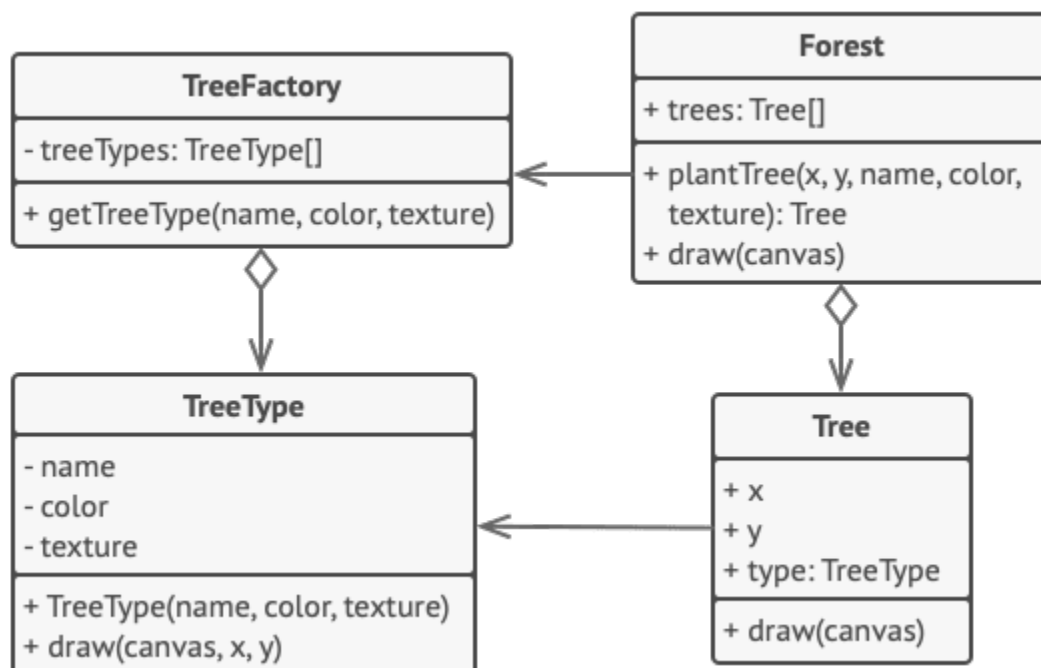 TreeFactory
- treeTypes: TreeType[]
+ getTreeType(name, color, texture)
Forest
+ trees: Tree[]
+ plantTree(x, y, name, color,
texture): Tree
+ draw(canvas)
TreeType
- name
- color
- texture
+ TreeType(name, color, texture)
+ draw(canvas, x, y)
Tree
+ x
+ y
+ type: TreeType
+ draw(canvas)